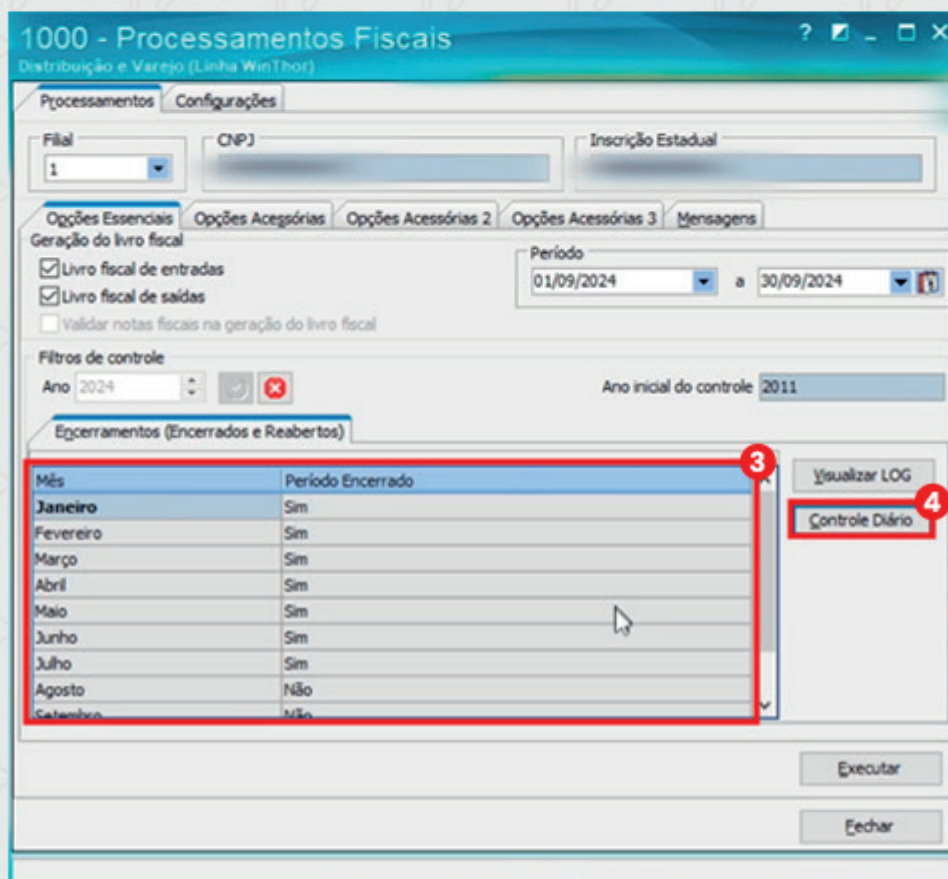 1000 - Processamentos Fiscais
Distribuição e Varejo (Linha WinThor)
Processamentos Configurações
Filial CNPJ Inscrição Estadual
1
Opções Essenciais Opções Acessórias Opções Acessórias 2 Opções Acessórias 3 Mensagens
Geração do livro fiscal
Período
Livro fiscal de entradas
01/09/2024 a 30/09/2024
Livro fiscal de saídas
Validar notas fiscais na geração do livro fiscal
Filtros de controle
Ano 2024 Ano inicial do controle 2011
Encerramentos (Encerrados e Reabertos)
3
Mês Período Encerrado Visualizar LOG
4
Janeiro Sim
Controle Diário
Fevereiro Sim
Março Sim
Abril Sim
Maio Sim
Junho Sim
Julho Sim
Agosto Não
Setembro Não
Executar
Fechar